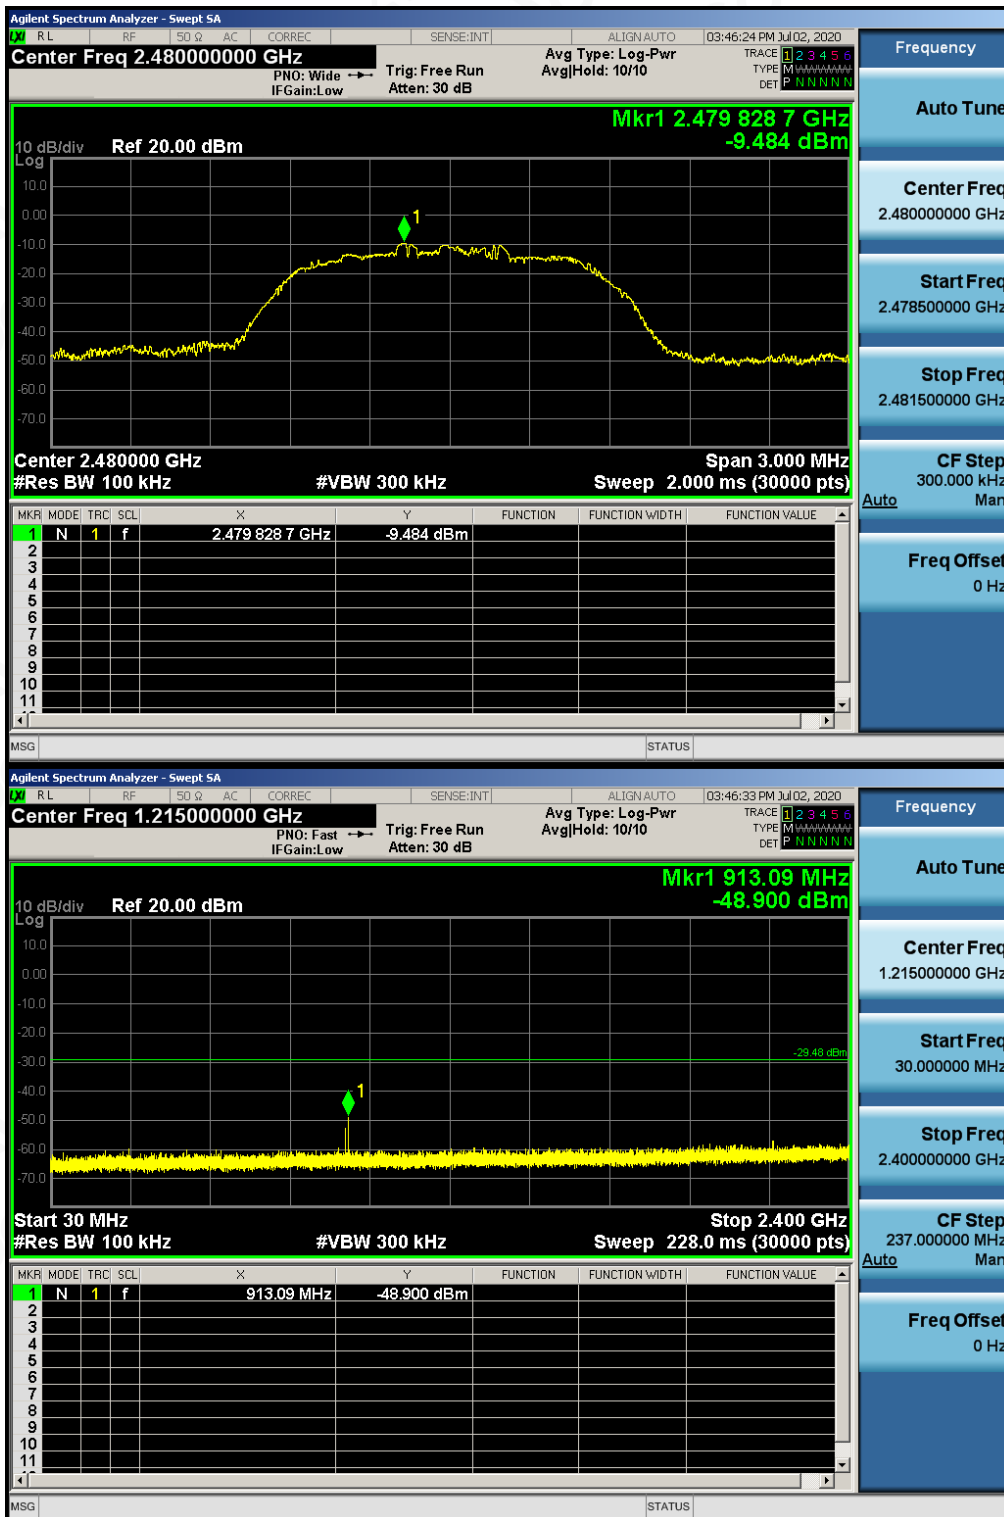 Agilent Spectrum Analyzer - Swept SA
LXI RL RF 50 Ω AC CORREC SENSE:INT ALIGN AUTO 03:46:24 PM Jul 02, 2020
Center Freq 2.480000000 GHz
PNO: Wide
IFGain:Low
Trig: Free Run
Atten: 30 dB
Avg Type: Log-Pwr
Avg|Hold: 10/10
TRACE 1 2 3 4 5 6
TYPE M WWWWW
DET P N N N N N
Mkr1 2.479 828 7 GHz
-9.484 dBm
10 dB/div Ref 20.00 dBm
Log
10.0
0.00
-10.0
-20.0
-30.0
-40.0
-50.0
-60.0
-70.0
1
Center 2.480000 GHz Span 3.000 MHz
#Res BW 100 kHz #VBW 300 kHz Sweep 2.000 ms (30000 pts)
MKR MODE TRC SCL X Y FUNCTION FUNCTION WIDTH FUNCTION VALUE
1 N 1 f 2.479 828 7 GHz -9.484 dBm
2
3
4
5
6
7
8
9
10
11
MSG STATUS
Frequency
Auto Tune
Center Freq
2.480000000 GHz
Start Freq
2.478500000 GHz
Stop Freq
2.481500000 GHz
CF Step
300.000 kHz
Auto Man
Freq Offset
0 Hz
Agilent Spectrum Analyzer - Swept SA
LXI RL RF 50 Ω AC CORREC SENSE:INT ALIGN AUTO 03:46:33 PM Jul 02, 2020
Center Freq 1.215000000 GHz
PNO: Fast
IFGain:Low
Trig: Free Run
Atten: 30 dB
Avg Type: Log-Pwr
Avg|Hold: 10/10
TRACE 1 2 3 4 5 6
TYPE M WWWWW
DET P N N N N N
Mkr1 913.09 MHz
-48.900 dBm
10 dB/div Ref 20.00 dBm
Log
10.0
0.00
-10.0
-20.0
-30.0
-40.0
-50.0
-60.0
-70.0
-29.48 dBm
1
Start 30 MHz Stop 2.400 GHz
#Res BW 100 kHz #VBW 300 kHz Sweep 228.0 ms (30000 pts)
MKR MODE TRC SCL X Y FUNCTION FUNCTION WIDTH FUNCTION VALUE
1 N 1 f 913.09 MHz -48.900 dBm
2
3
4
5
6
7
8
9
10
11
MSG STATUS
Frequency
Auto Tune
Center Freq
1.215000000 GHz
Start Freq
30.000000 MHz
Stop Freq
2.400000000 GHz
CF Step
237.000000 MHz
Auto Man
Freq Offset
0 Hz